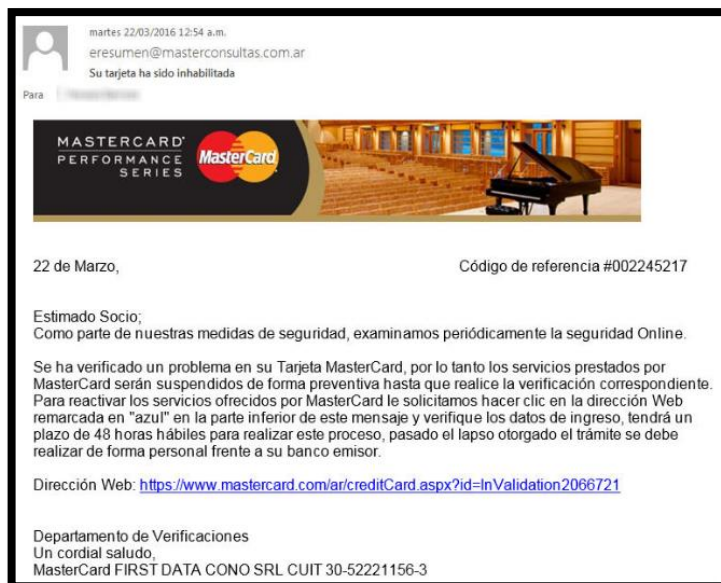 martes 22/03/2016 12:54 a.m.
eresumen@masterconsultas.com.ar
Su tarjeta ha sido inhabilitada
Para
MASTERCARD
PERFORMANCE
SERIES
MasterCard
22 de Marzo,
Código de referencia #002245217
Estimado Socio;
Como parte de nuestras medidas de seguridad, examinamos periódicamente la seguridad Online.
Se ha verificado un problema en su Tarjeta MasterCard, por lo tanto los servicios prestados por
MasterCard serán suspendidos de forma preventiva hasta que realice la verificación correspondiente.
Para reactivar los servicios ofrecidos por MasterCard le solicitamos hacer clic en la dirección Web
remarcada en "azul" en la parte inferior de este mensaje y verifique los datos de ingreso, tendrá un
plazo de 48 horas hábiles para realizar este proceso, pasado el lapso otorgado el trámite se debe
realizar de forma personal frente a su banco emisor.
Dirección Web: https://www.mastercard.com/ar/creditCard.aspx?id=InValidation2066721
Departamento de Verificaciones
Un cordial saludo,
MasterCard FIRST DATA CONO SRL CUIT 30-52221156-3